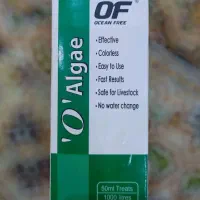 OF
OCEAN FREE
'O' Algae
• Effective
• Colorless
• Easy to Use
• Fast Results
• Safe for Livestock
• No water change
60ml Treats
1000 litres